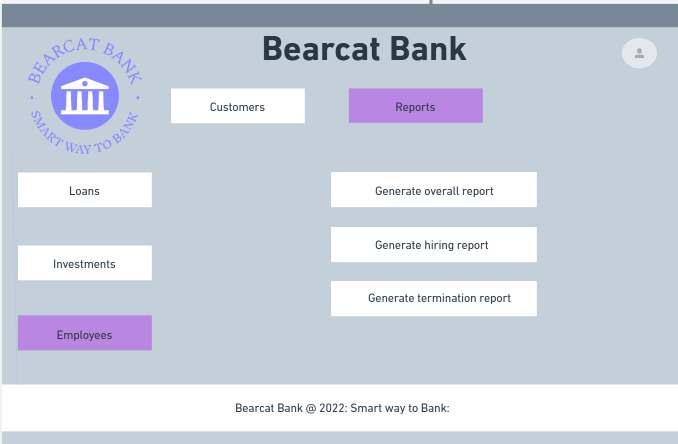 BEARCAT BANK
SMART WAY TO BANK
Bearcat Bank
Customers
Reports
Loans
Generate overall report
Generate hiring report
Investments
Generate termination report
Employees
Bearcat Bank @ 2022: Smart way to Bank: